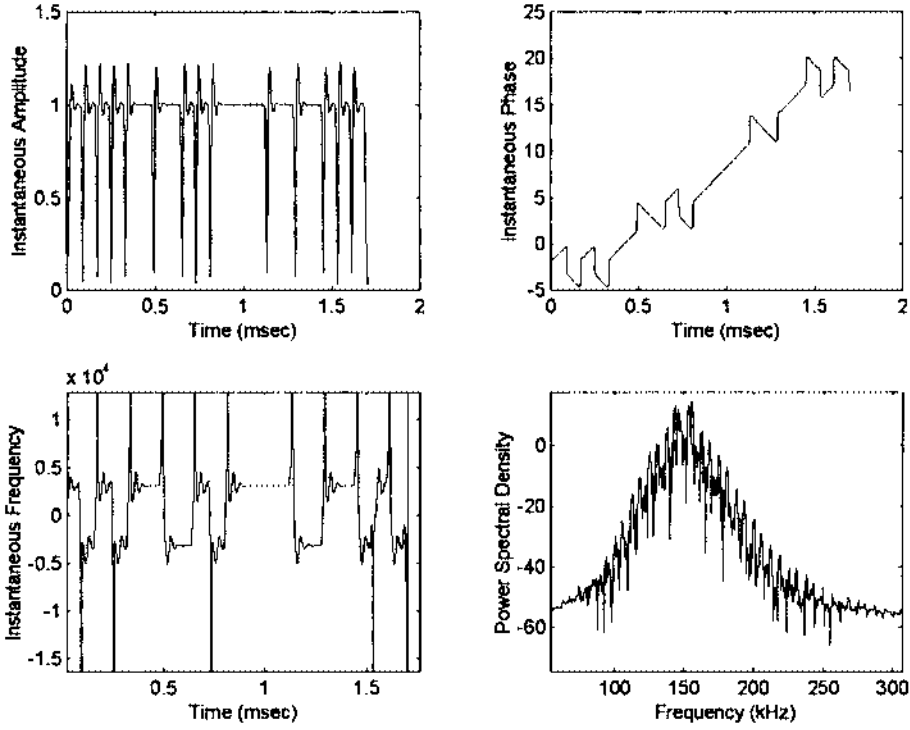 1.5
1
0.5
0
Instantaneous Amplitude
0 0.5 1 1.5 2
Time (msec)
25
20
15
10
5
0
-5
Instantaneous Phase
0 0.5 1 1.5 2
Time (msec)
x 10^4
1
0.5
0
-0.5
-1
-1.5
Instantaneous Frequency
0.5 1 1.5
Time (msec)
0
-20
-40
-60
Power Spectral Density
100 150 200 250 300
Frequency (kHz)